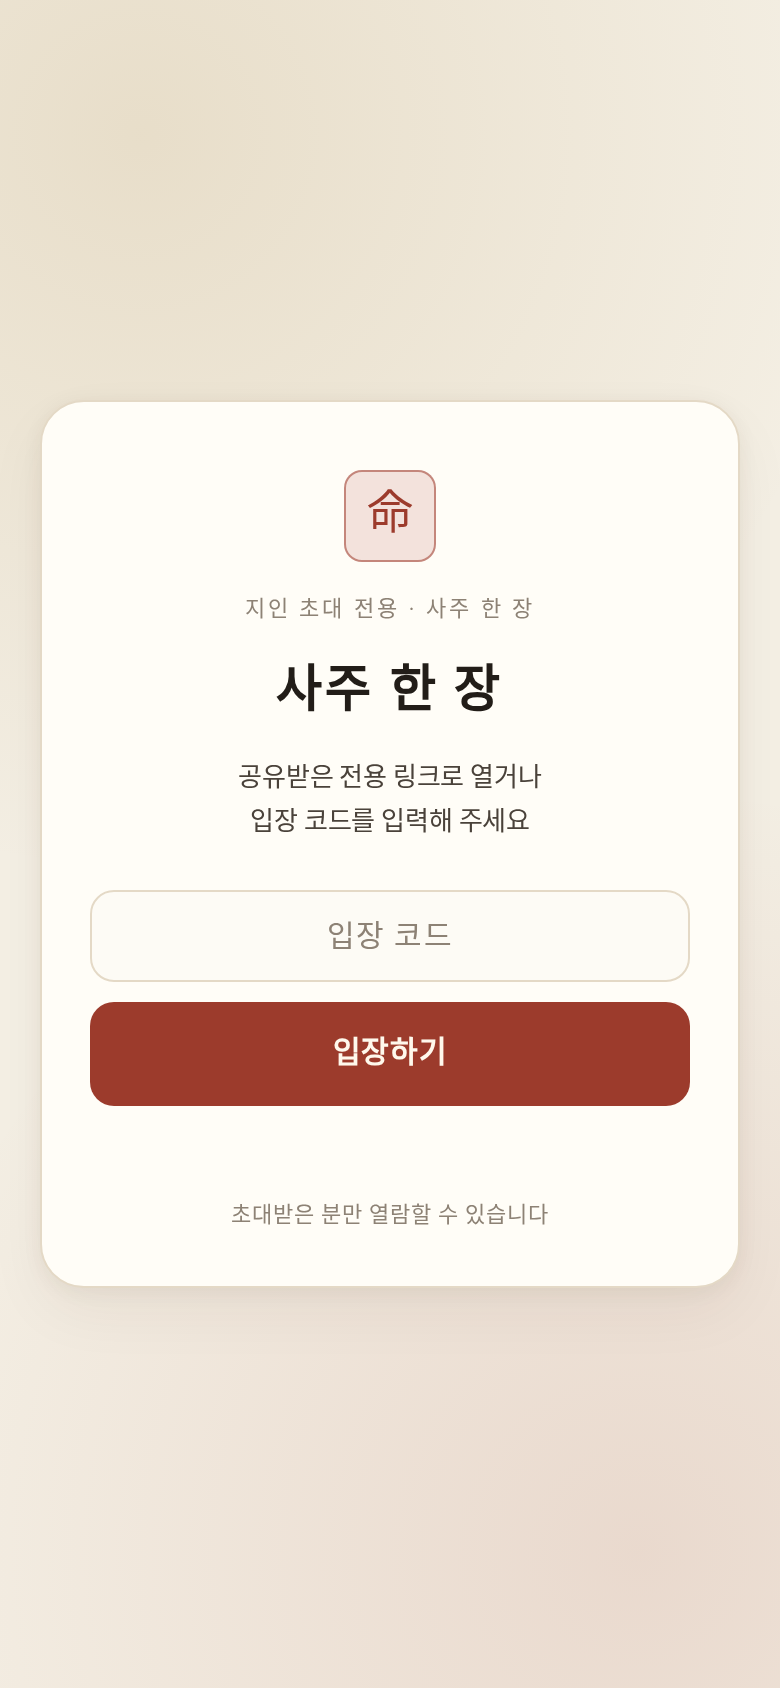 命
지인 초대 전용 · 사주 한 장
사주 한 장
공유받은 전용 링크로 열거나
입장 코드를 입력해 주세요
입장 코드
입장하기
초대받은 분만 열람할 수 있습니다